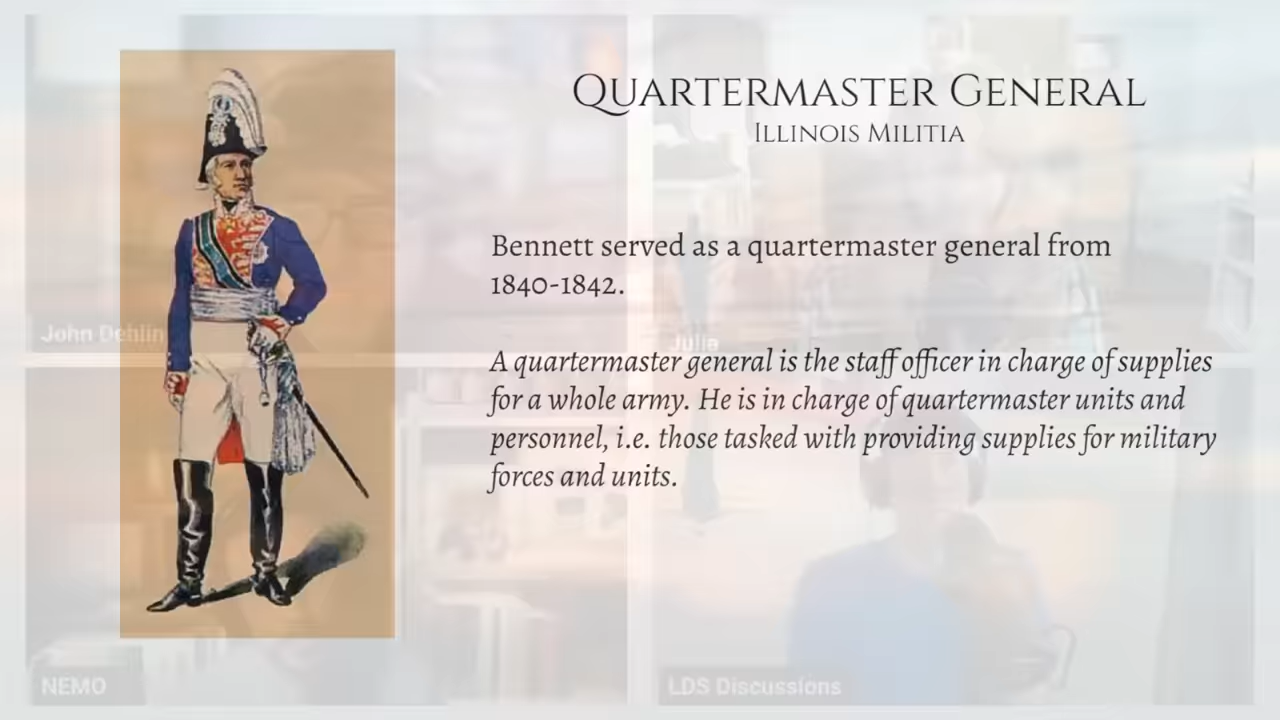 Quartermaster General
Illinois Militia
Bennett served as a quartermaster general from
1840-1842.
A quartermaster general is the staff officer in charge of supplies
for a whole army. He is in charge of quartermaster units and
personnel, i.e. those tasked with providing supplies for military
forces and units.
John Dehlin
Julia
NEMO
LDS Discussions